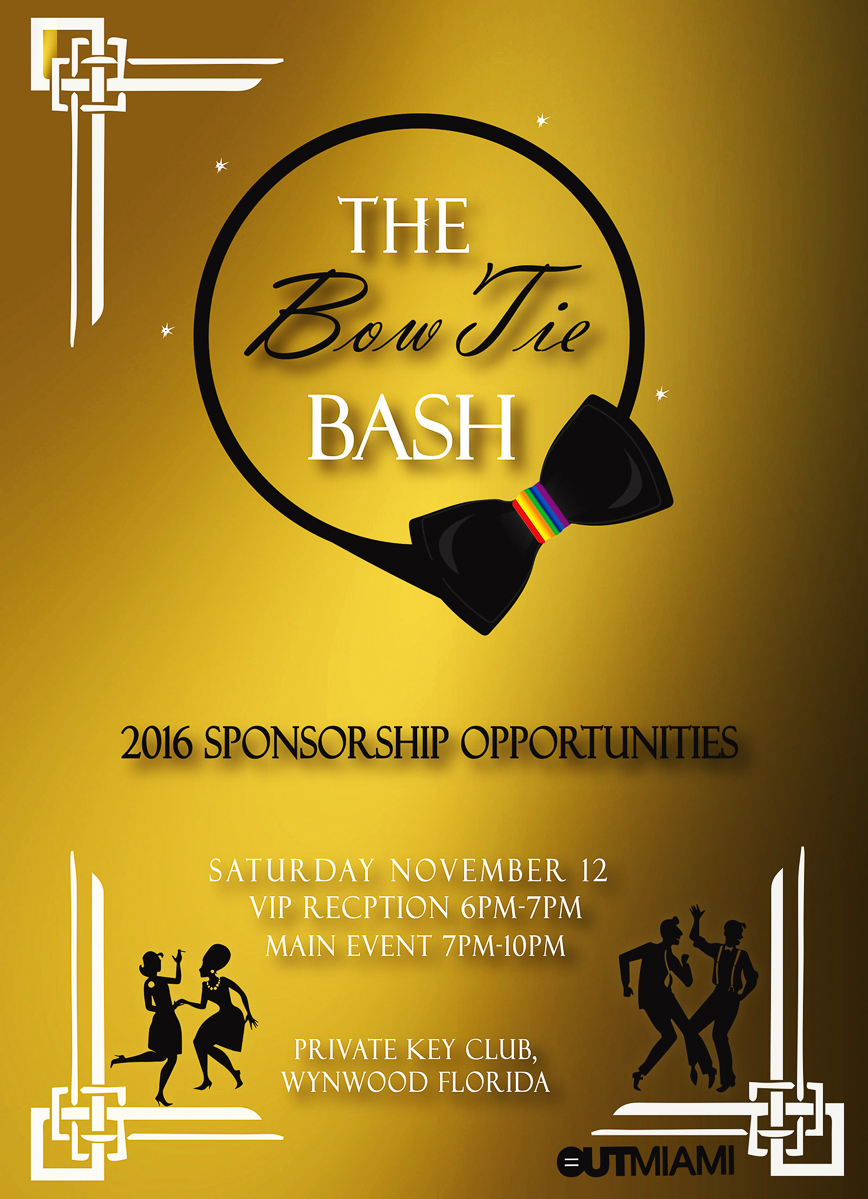 THE
Bow Tie
BASH
2016 SPONSORSHIP OPPORTUNITIES
SATURDAY NOVEMBER 12
VIP RECPTION 6PM-7PM
MAIN EVENT 7PM-10PM
PRIVATE KEY CLUB,
WYNWOOD FLORIDA
OUTMIAMI